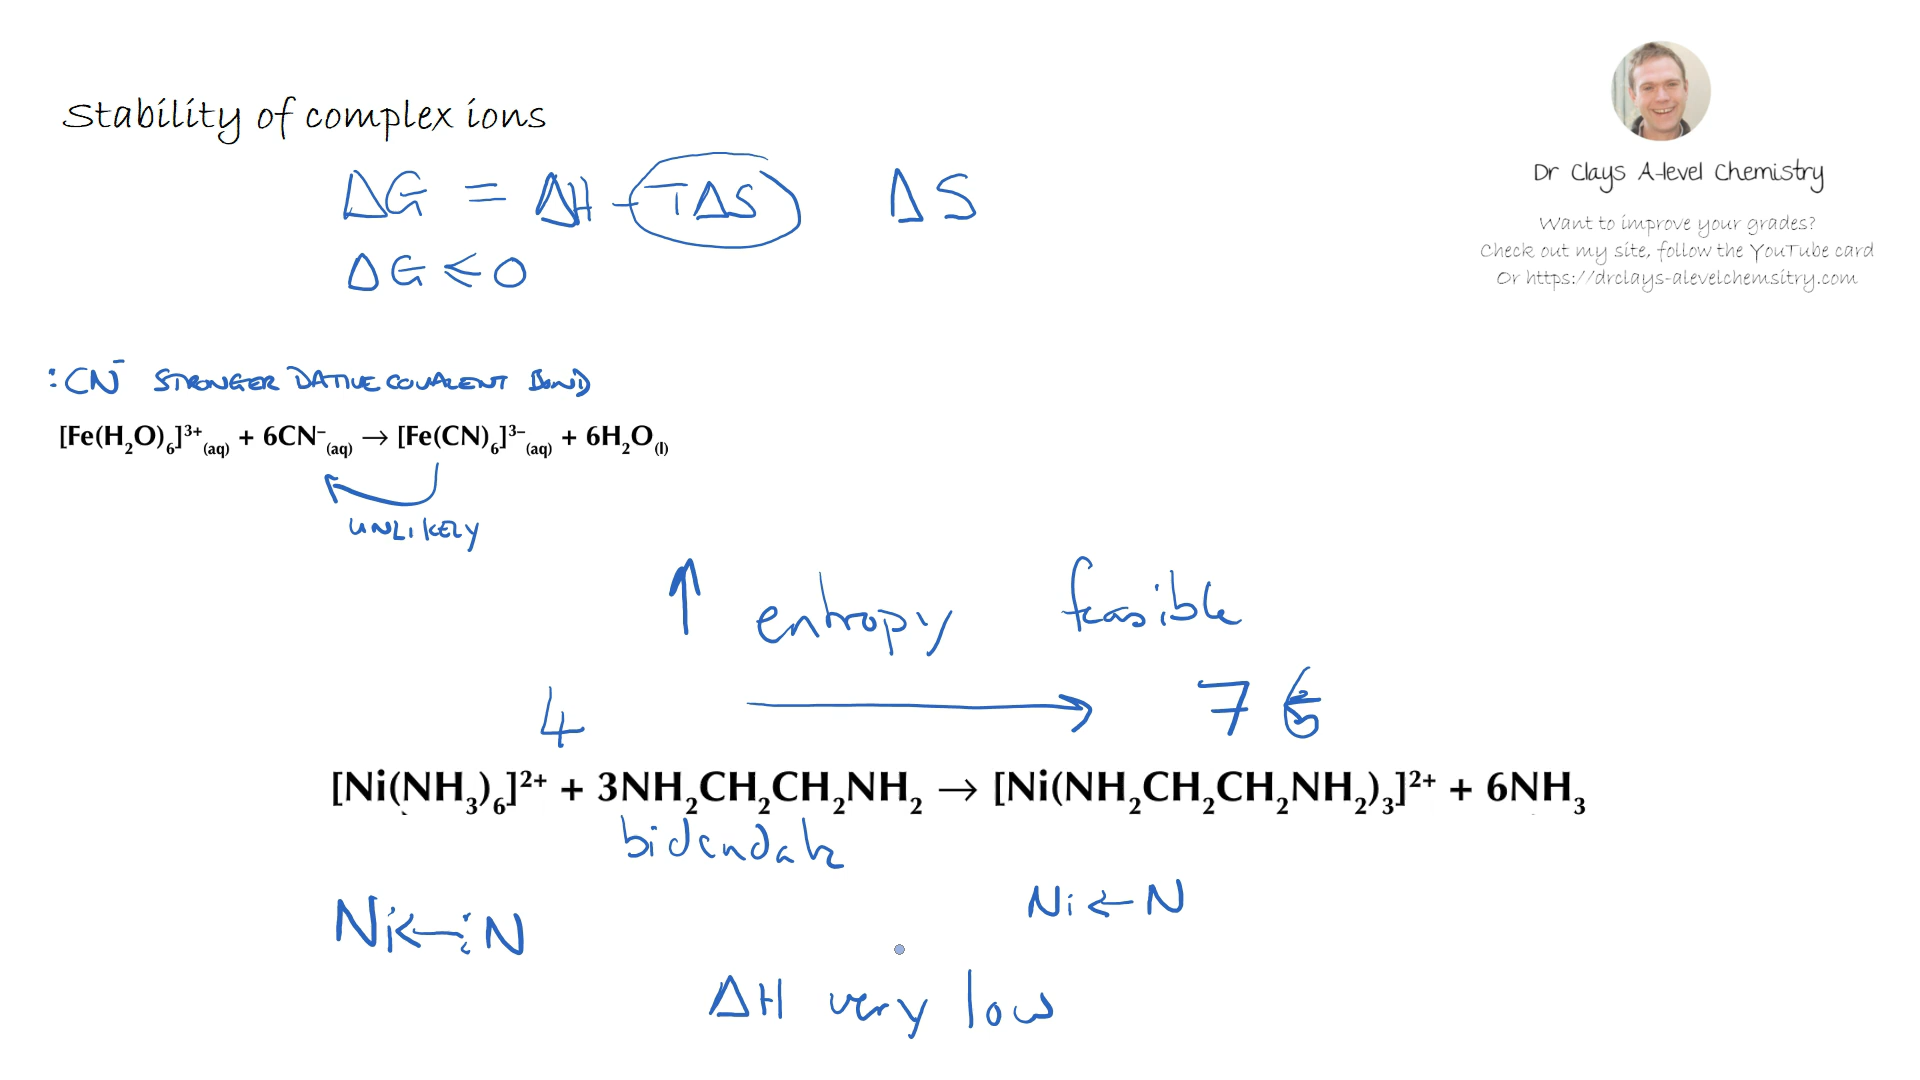 Stability of complex ions
ΔG = ΔH - TΔS ΔS
ΔG < 0
Dr Clays A-level Chemistry
Want to improve your grades?
Check out my site, follow the YouTube card
Or https://drclays-alevelchemsitry.com
:CN⁻ STRONGER DATIVE COVALENT BOND
[Fe(H₂O)₆]³⁺(aq) + 6CN⁻(aq) → [Fe(CN)₆]³⁻(aq) + 6H₂O(l)
UNLIKELY
↑ entropy feasible
4 → 7
[Ni(NH₃)₆]²⁺ + 3NH₂CH₂CH₂NH₂ → [Ni(NH₂CH₂CH₂NH₂)₃]²⁺ + 6NH₃
bidendate
Ni ← N
Ni ← :N
ΔH very low